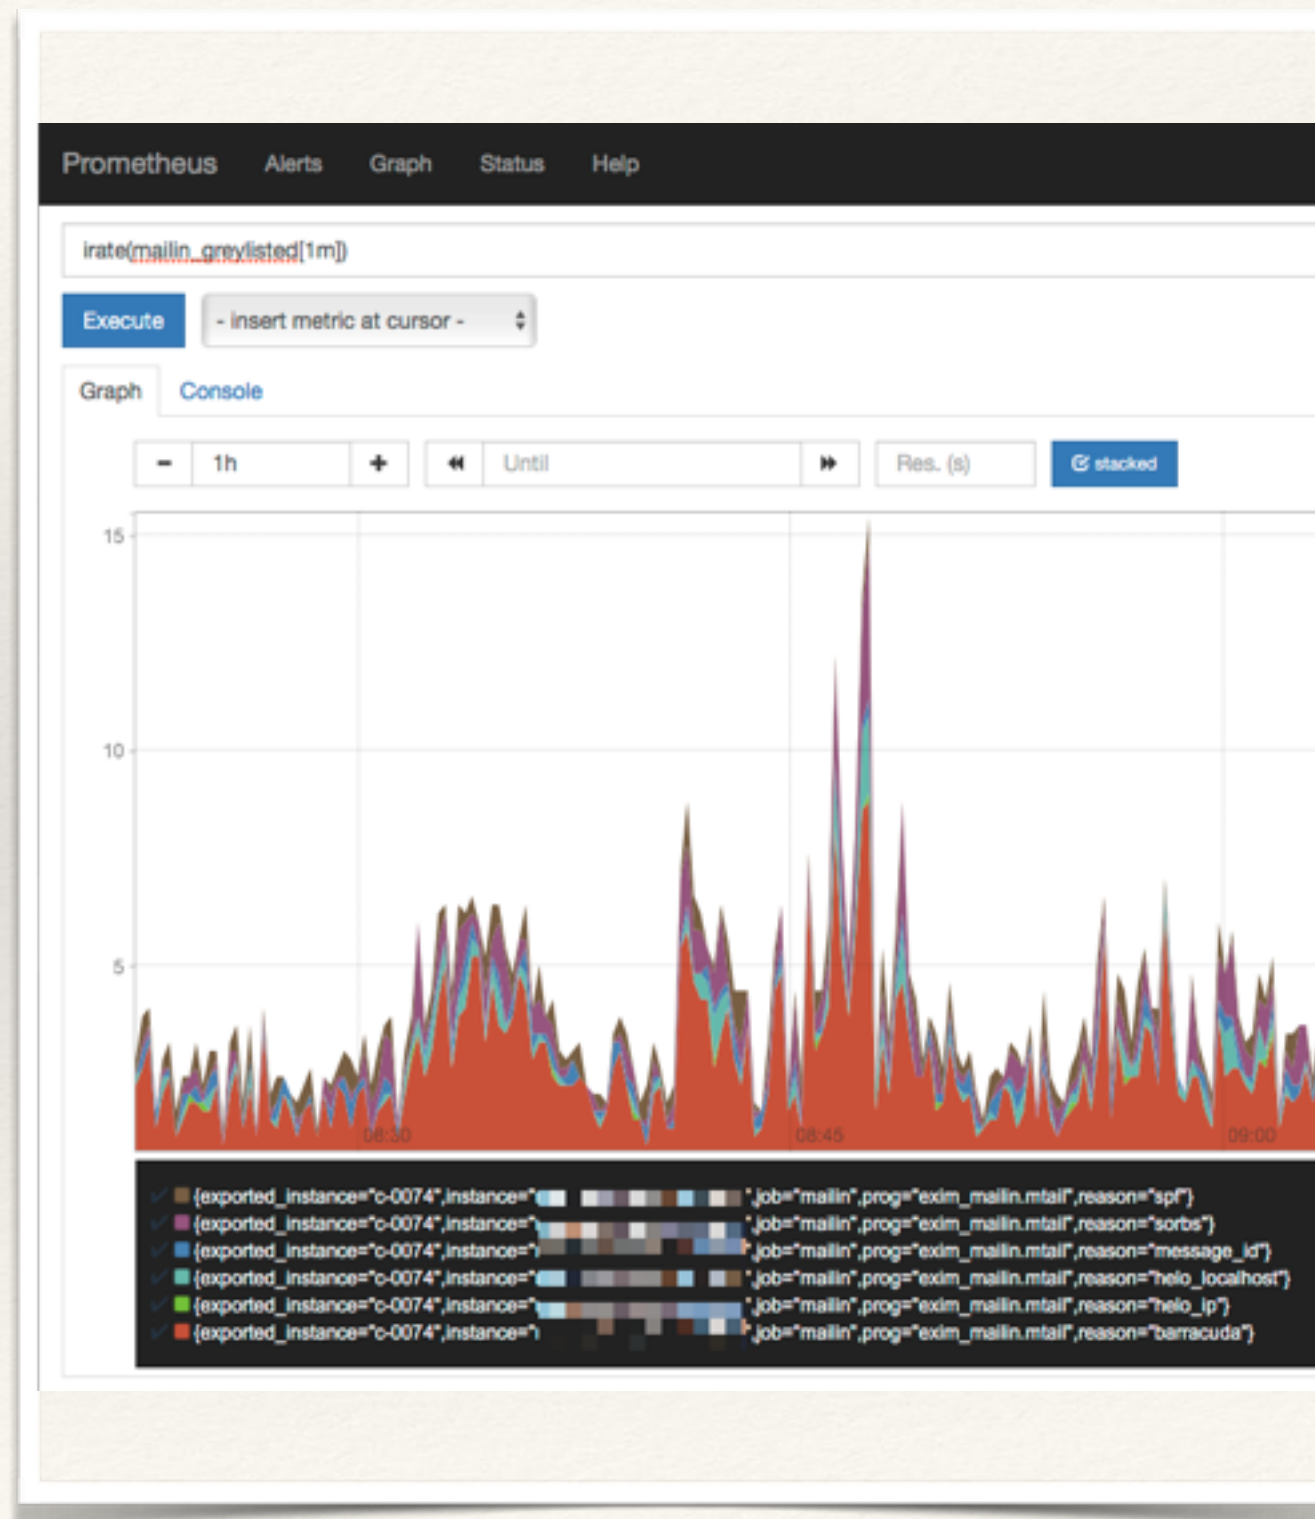 Prometheus Alerts Graph Status Help
irate(mailin_greylisted[1m])
Execute - insert metric at cursor -
Graph Console
1h Until Res. (s) stacked
15
10
5
08:30 08:45 09:00
{exported_instance="c-0074",instance=" ",job="mailin",prog="exim_mailin.mtail",reason="spf"}
{exported_instance="c-0074",instance=" ",job="mailin",prog="exim_mailin.mtail",reason="sorbs"}
{exported_instance="c-0074",instance=" ",job="mailin",prog="exim_mailin.mtail",reason="message_id"}
{exported_instance="c-0074",instance=" ",job="mailin",prog="exim_mailin.mtail",reason="helo_localhost"}
{exported_instance="c-0074",instance=" ",job="mailin",prog="exim_mailin.mtail",reason="helo_ip"}
{exported_instance="c-0074",instance=" ",job="mailin",prog="exim_mailin.mtail",reason="barracuda"}